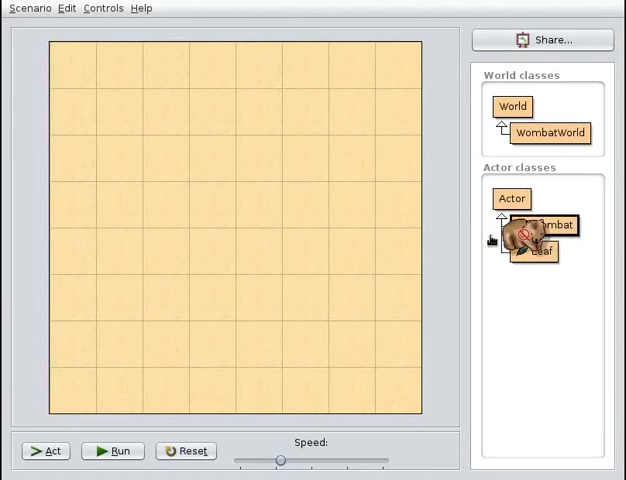 Scenario Edit Controls Help
Share...
World classes
World
WombatWorld
Actor classes
Actor
Act
Run
Reset
Speed: